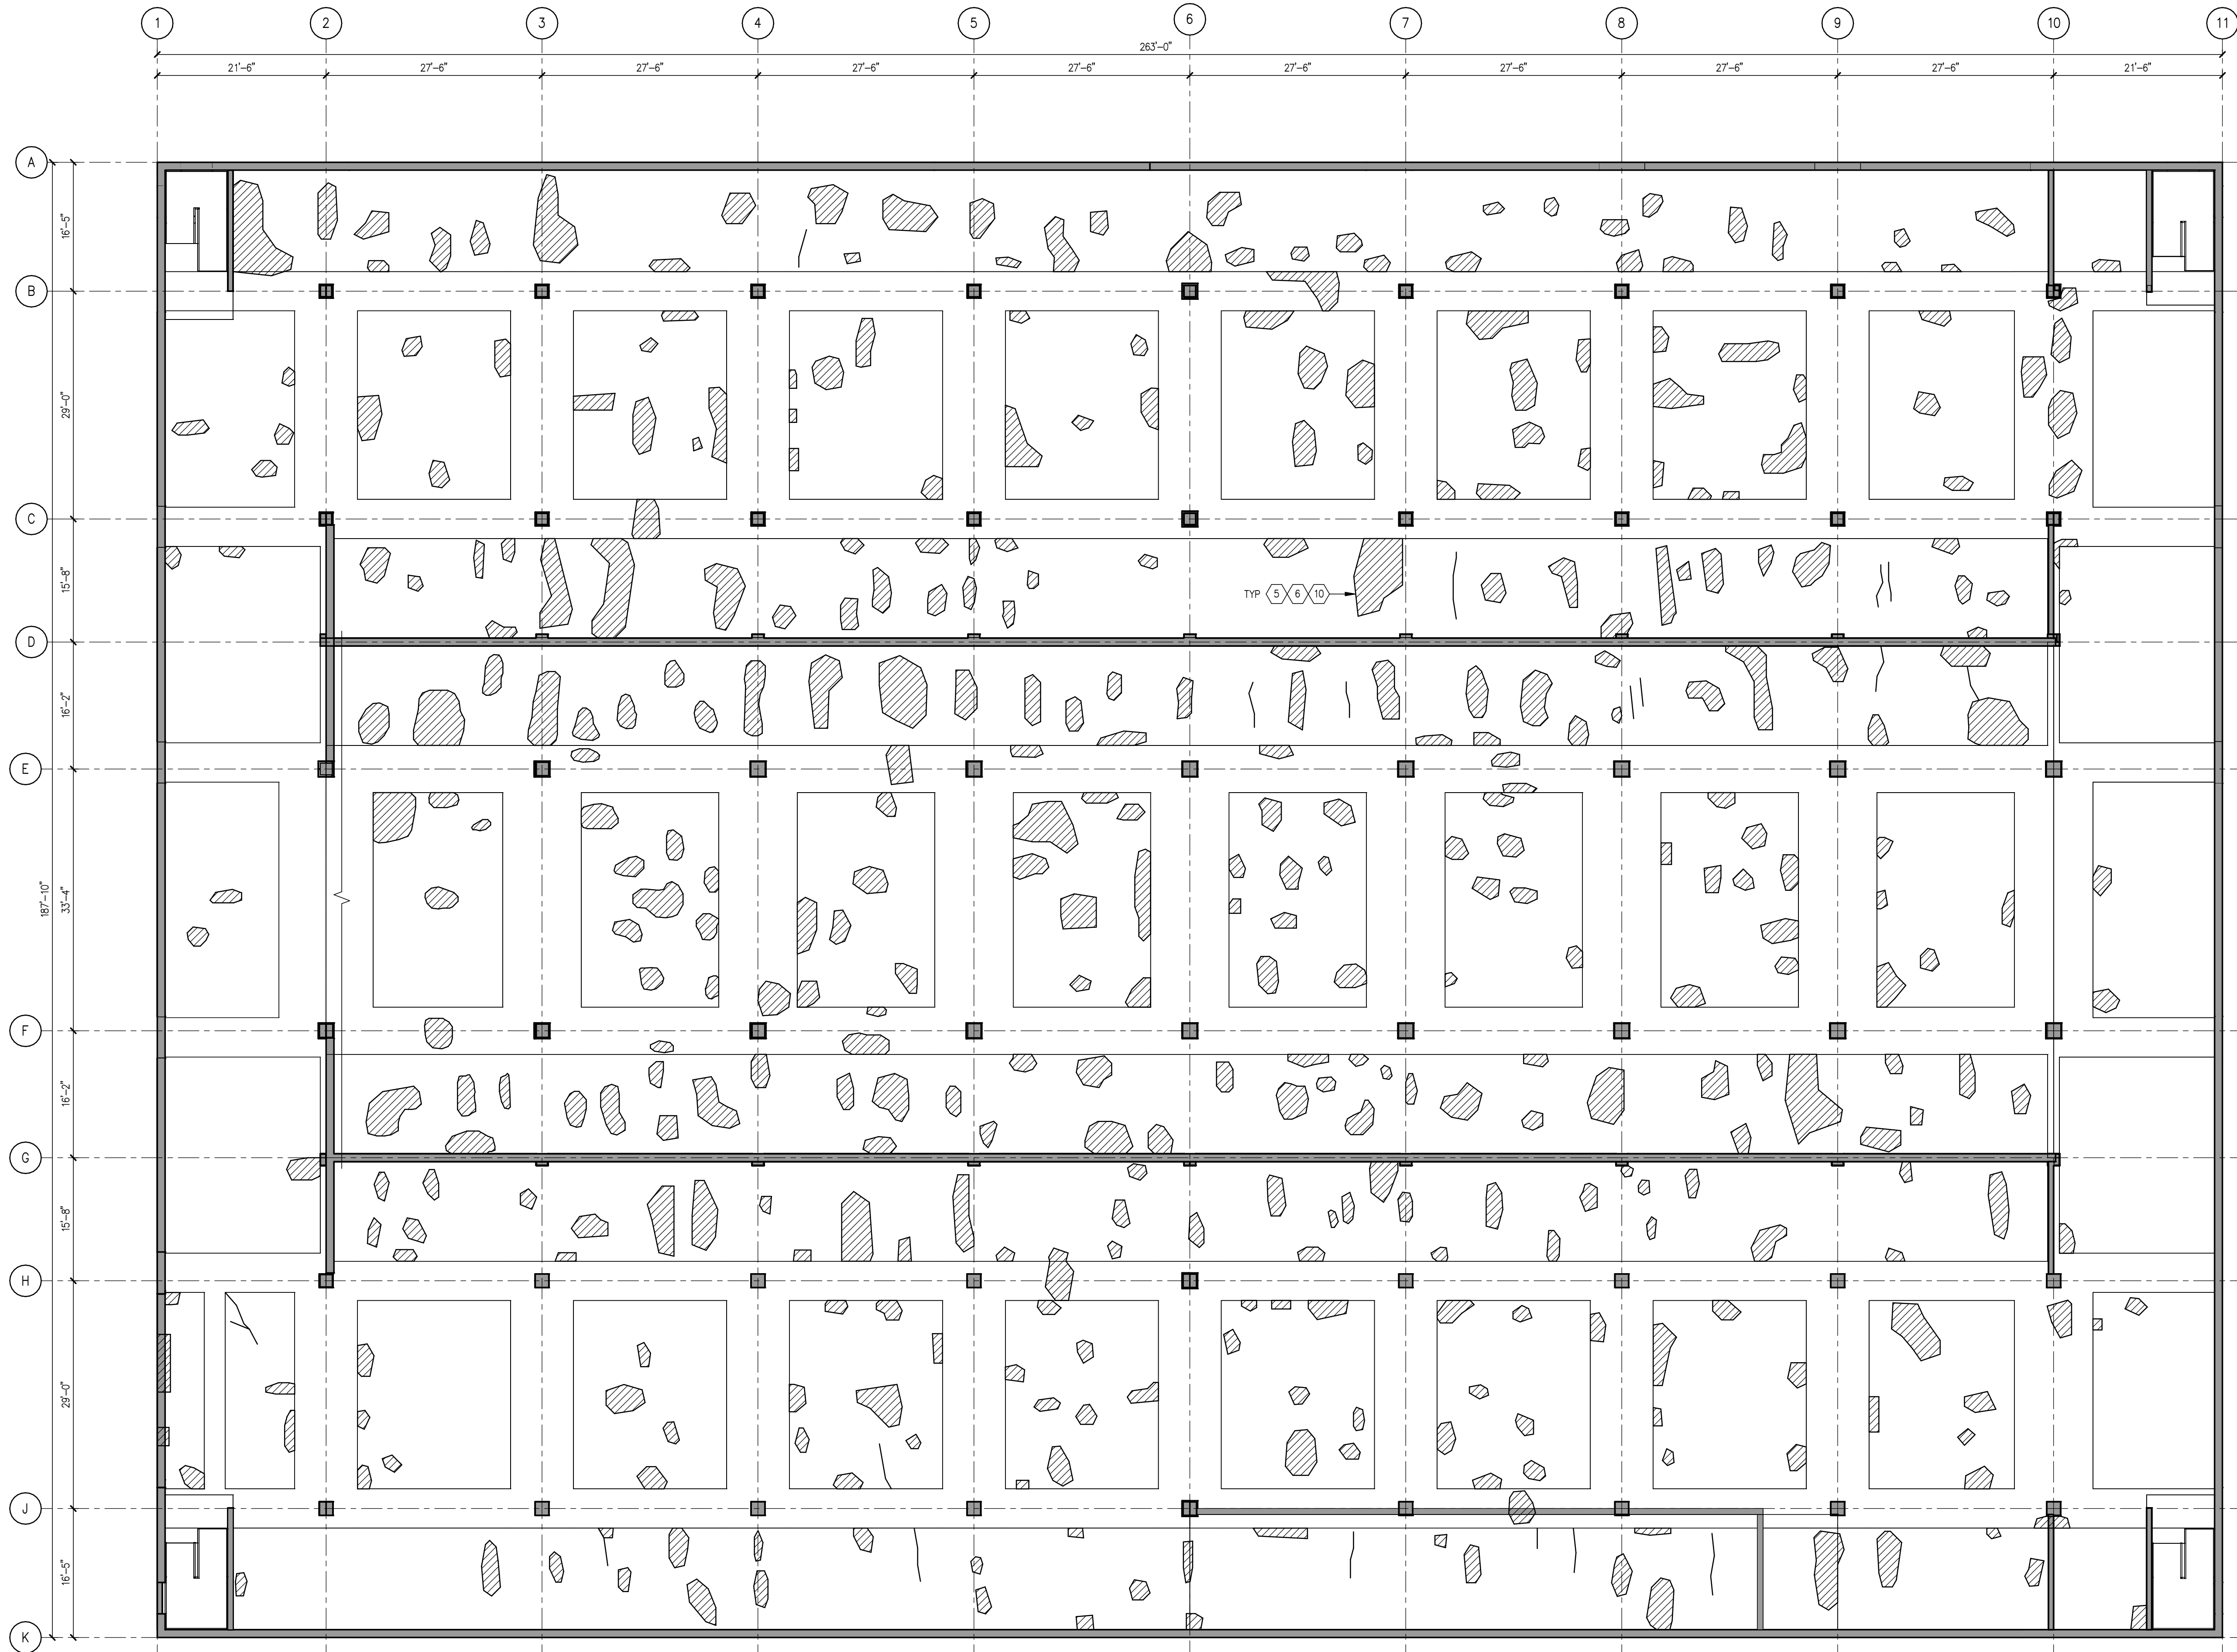 1 2 3 4 5 6 7 8 9 10 11
263'-0"
21'-6" 27'-6" 27'-6" 27'-6" 27'-6" 27'-6" 27'-6" 27'-6" 21'-6"
A
16'-5"
B
29'-0"
C
15'-8"
TYP 5 6 10
D
16'-2"
E
187'-10"
33'-4"
F
16'-2"
G
15'-8"
H
29'-0"
J
16'-5"
K